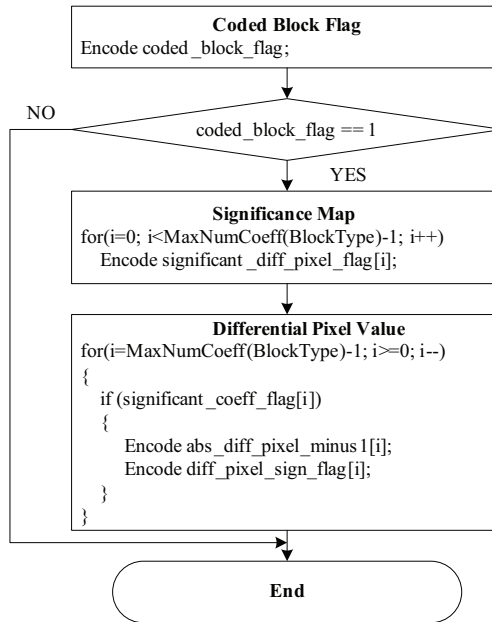 Coded Block Flag
Encode coded_block_flag;
NO
coded_block_flag == 1
YES
Significance Map
for(i=0; i<MaxNumCoeff(BlockType)-1; i++)
Encode significant_diff_pixel_flag[i];
Differential Pixel Value
for(i=MaxNumCoeff(BlockType)-1; i>=0; i--)
{
if (significant_coeff_flag[i])
{
Encode abs_diff_pixel_minus1[i];
Encode diff_pixel_sign_flag[i];
}
}
End